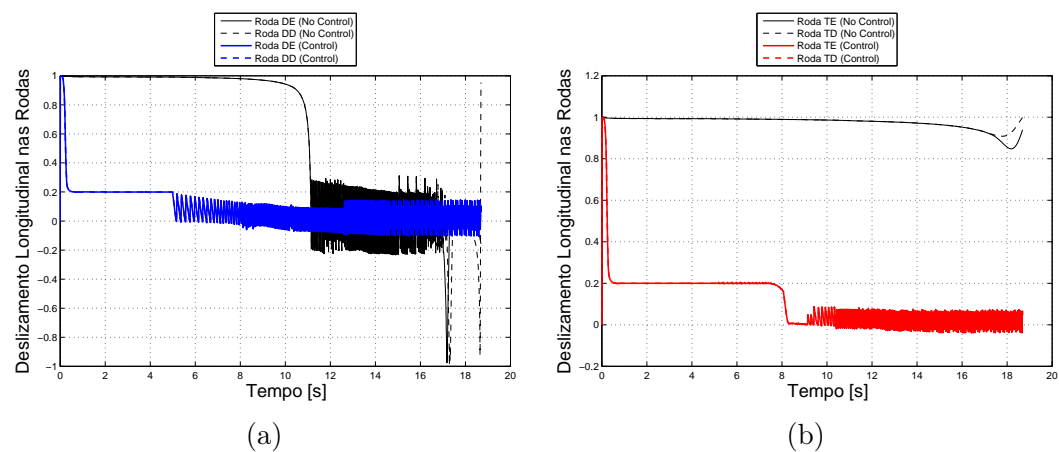 Roda DE (No Control)
Roda DD (No Control)
Roda DE (Control)
Roda DD (Control)
Deslizamento Longitudinal nas Rodas
1
0.8
0.6
0.4
0.2
0
−0.2
−0.4
−0.6
−0.8
−1
0 2 4 6 8 10 12 14 16 18 20
Tempo [s]
(a)
Roda TE (No Control)
Roda TD (No Control)
Roda TE (Control)
Roda TD (Control)
Deslizamento Longitudinal nas Rodas
1.2
1
0.8
0.6
0.4
0.2
0
−0.2
0 2 4 6 8 10 12 14 16 18 20
Tempo [s]
(b)